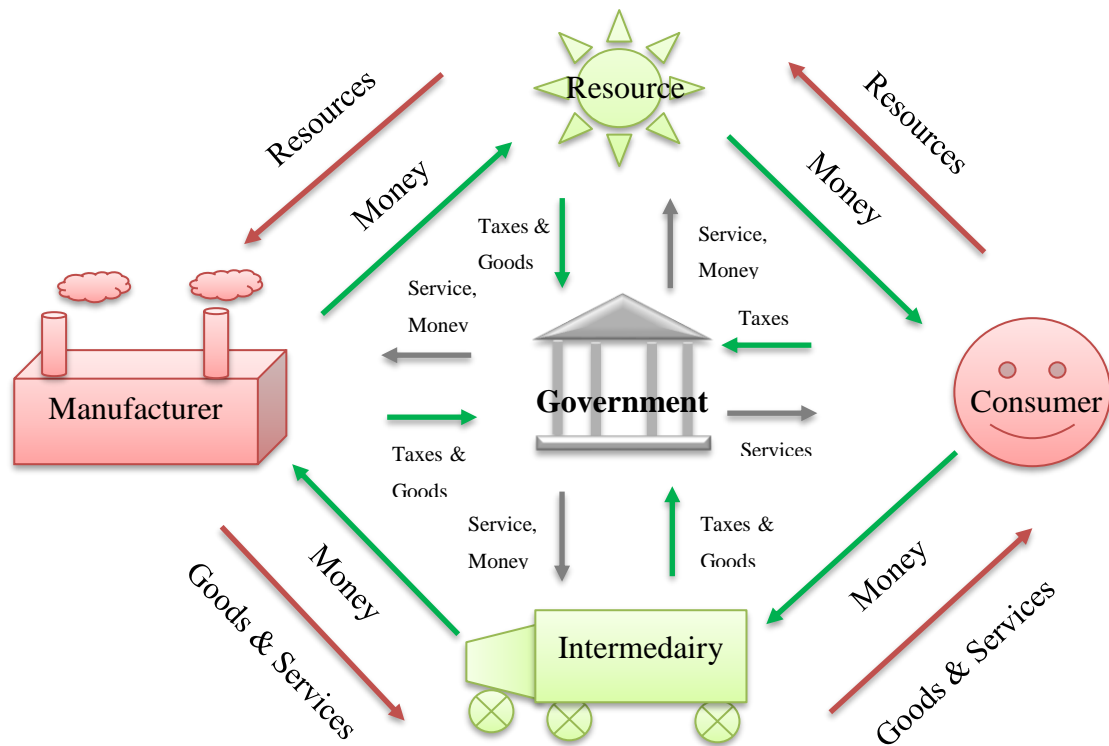 Resource
Resources
Money
Resources
Money
Taxes &
Goods
Service,
Money
Service,
Money
Taxes
Manufacturer
Government
Consumer
Taxes &
Goods
Services
Service,
Money
Taxes &
Goods
Money
Goods & Services
Money
Goods & Services
Intermedairy